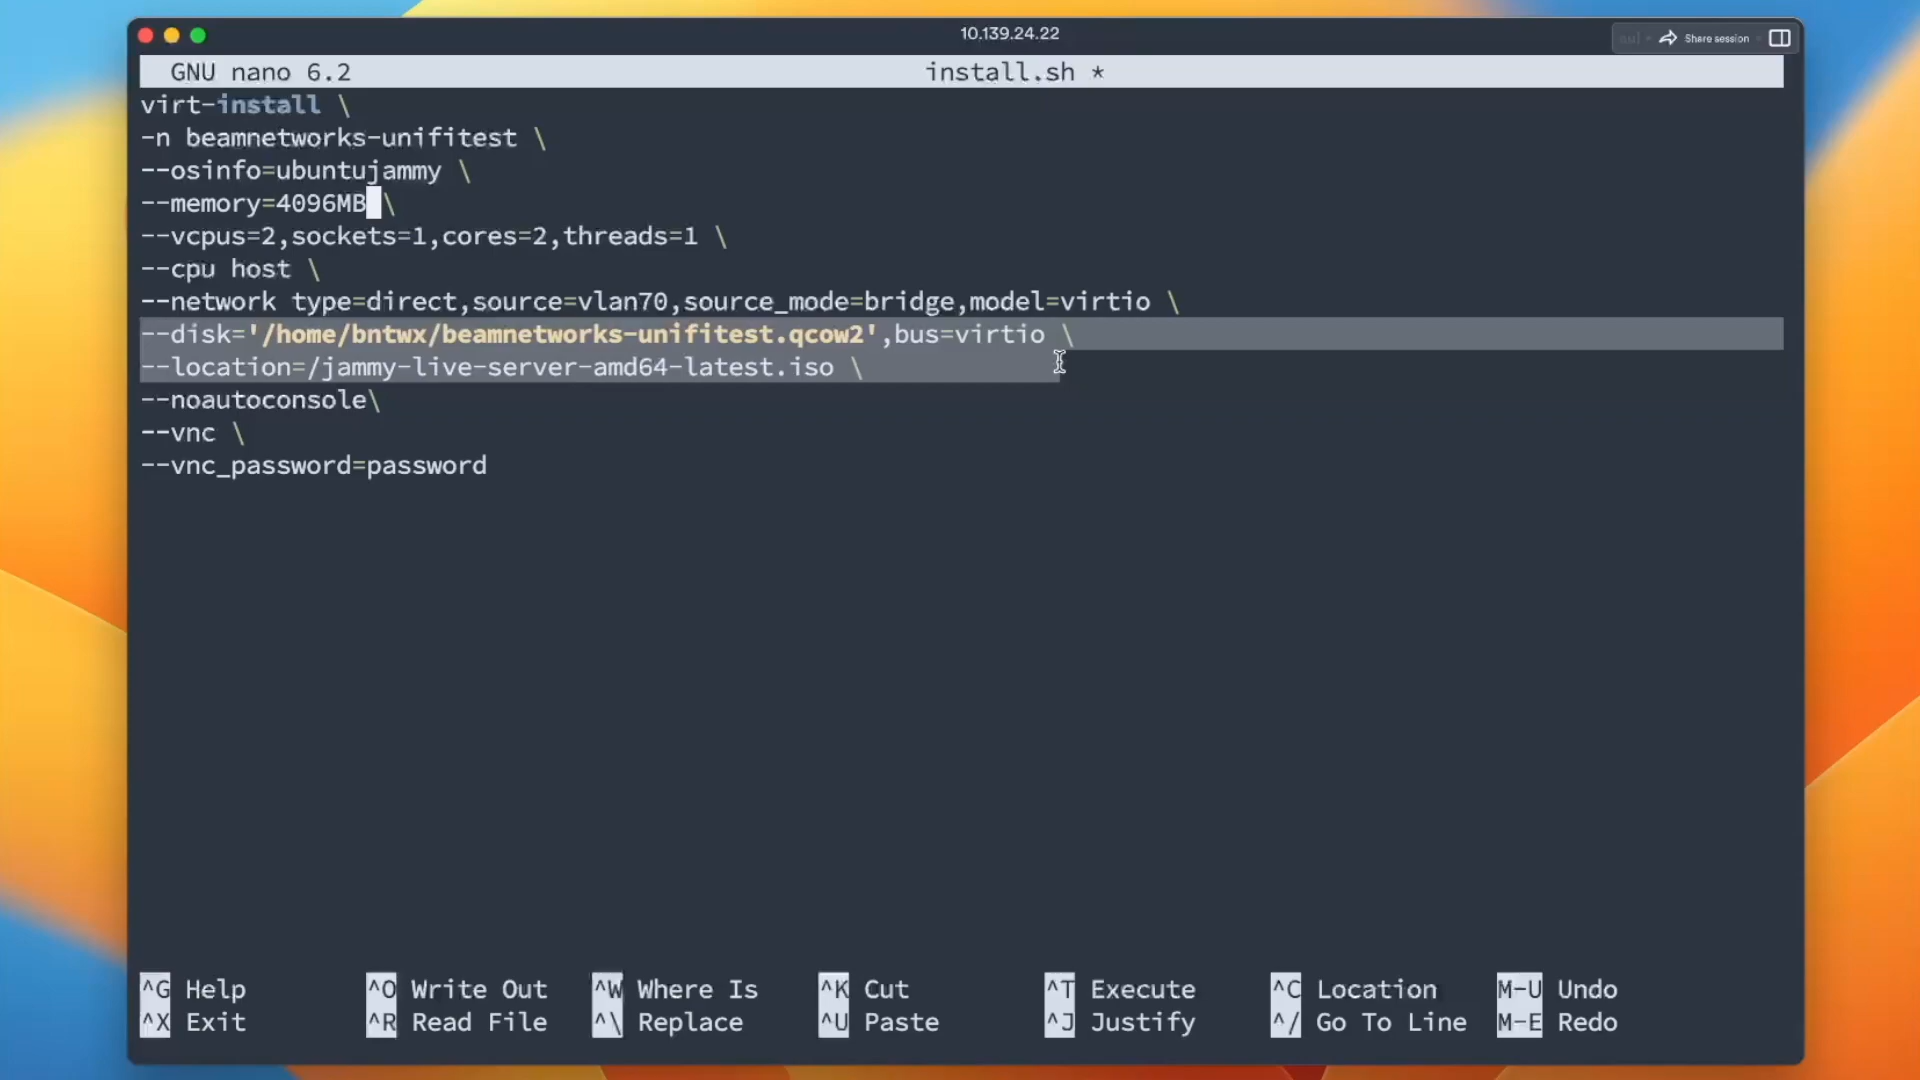 10.139.24.22
Share session
GNU nano 6.2 install.sh *
virt-install \
-n beamnetworks-unifitest \
--osinfo=ubuntujammy \
--memory=4096MB \
--vcpus=2,sockets=1,cores=2,threads=1 \
--cpu host \
--network type=direct,source=vlan70,source_mode=bridge,model=virtio \
--disk='/home/bntwx/beamnetworks-unifitest.qcow2',bus=virtio \
--location=/jammy-live-server-amd64-latest.iso \
--noautoconsole\
--vnc \
--vnc_password=password
^G Help ^O Write Out ^W Where Is ^K Cut ^T Execute ^C Location M-U Undo
^X Exit ^R Read File ^\ Replace ^U Paste ^J Justify ^/ Go To Line M-E Redo